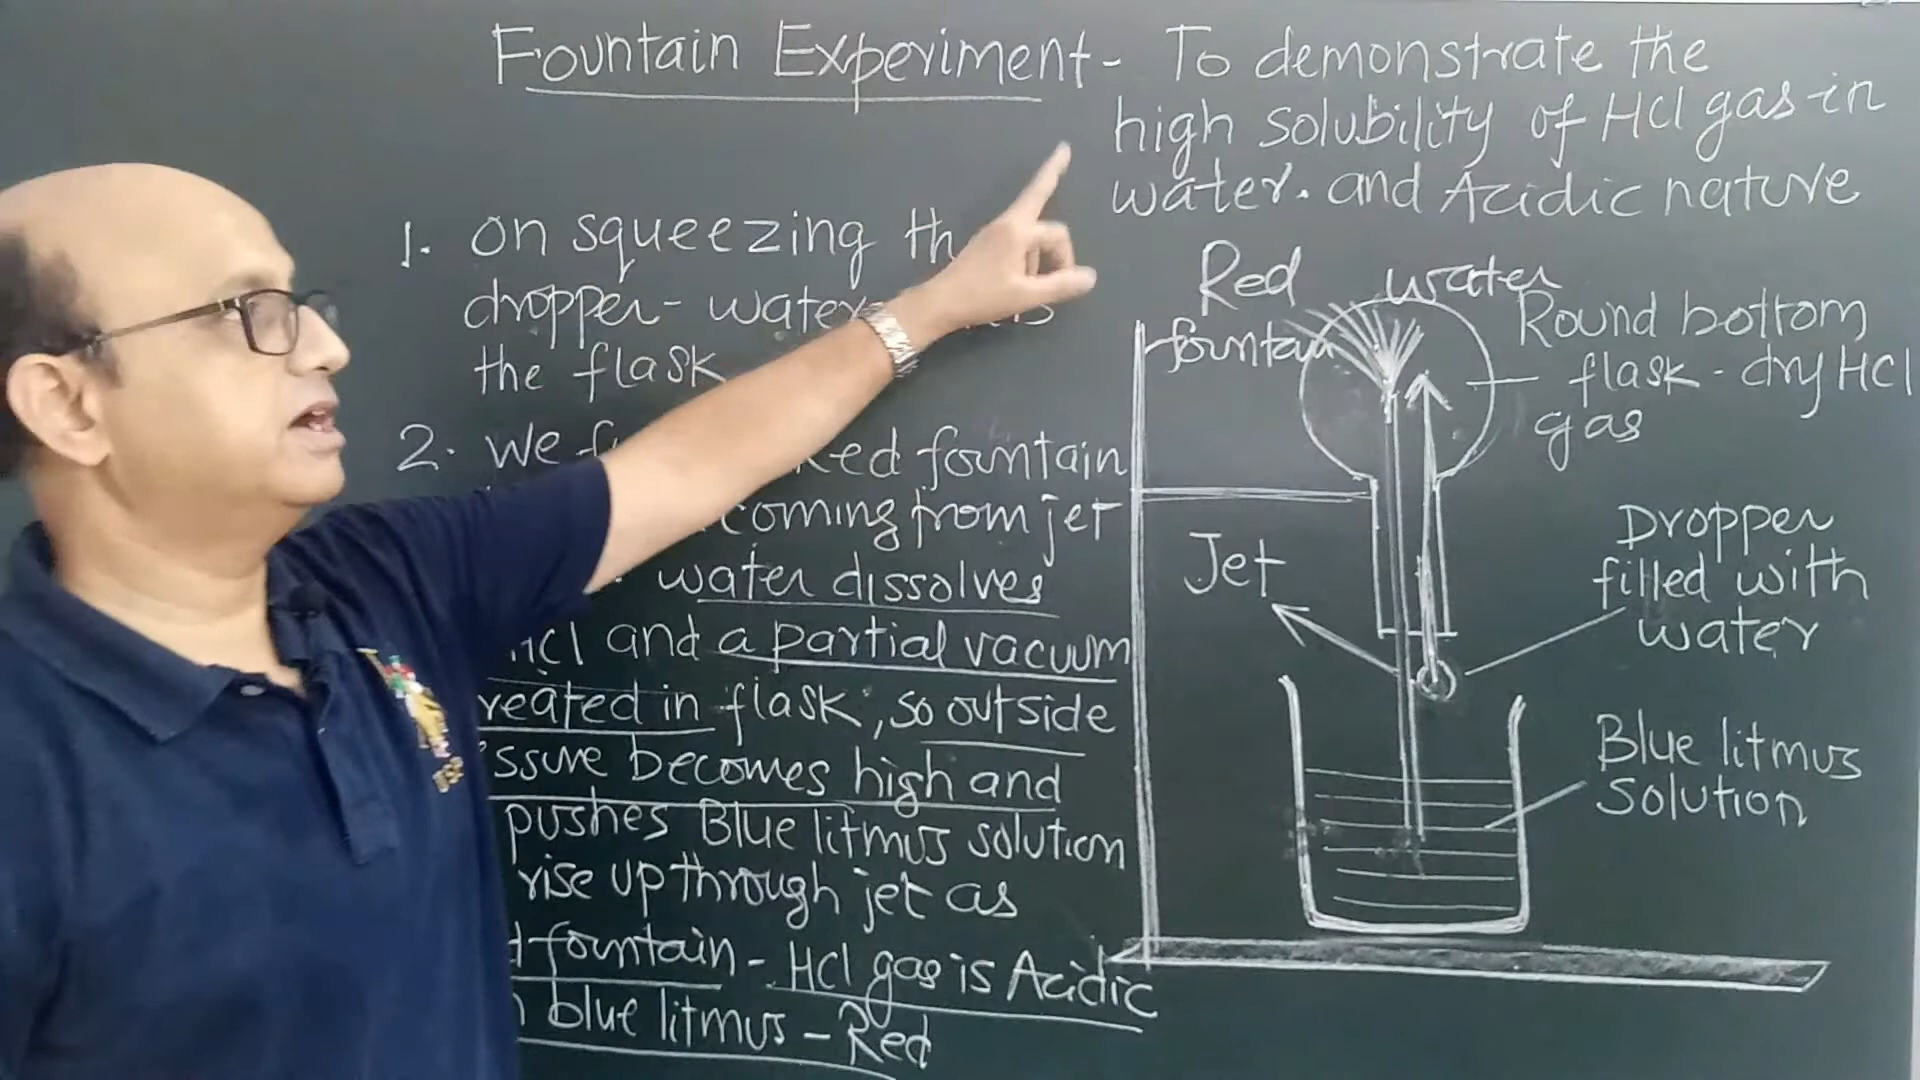 Fountain Experiment - To demonstrate the
high solubility of HCl gas in
water. and Acidic nature
1. on squeezing
dropper - water
the flask
2. We Red fountain
coming from jet
water dissolves
HCl and a partial vacuum
reated in flask, so outside
ssure becomes high and
pushes Blue litmus solution
rise up through jet as
fountain - HCl gas is Acidic
blue litmus - Red
Red water
fountain
Round bottom
flask - dry HCl
gas
Jet
Dropper
filled with
water
Blue litmus
solution